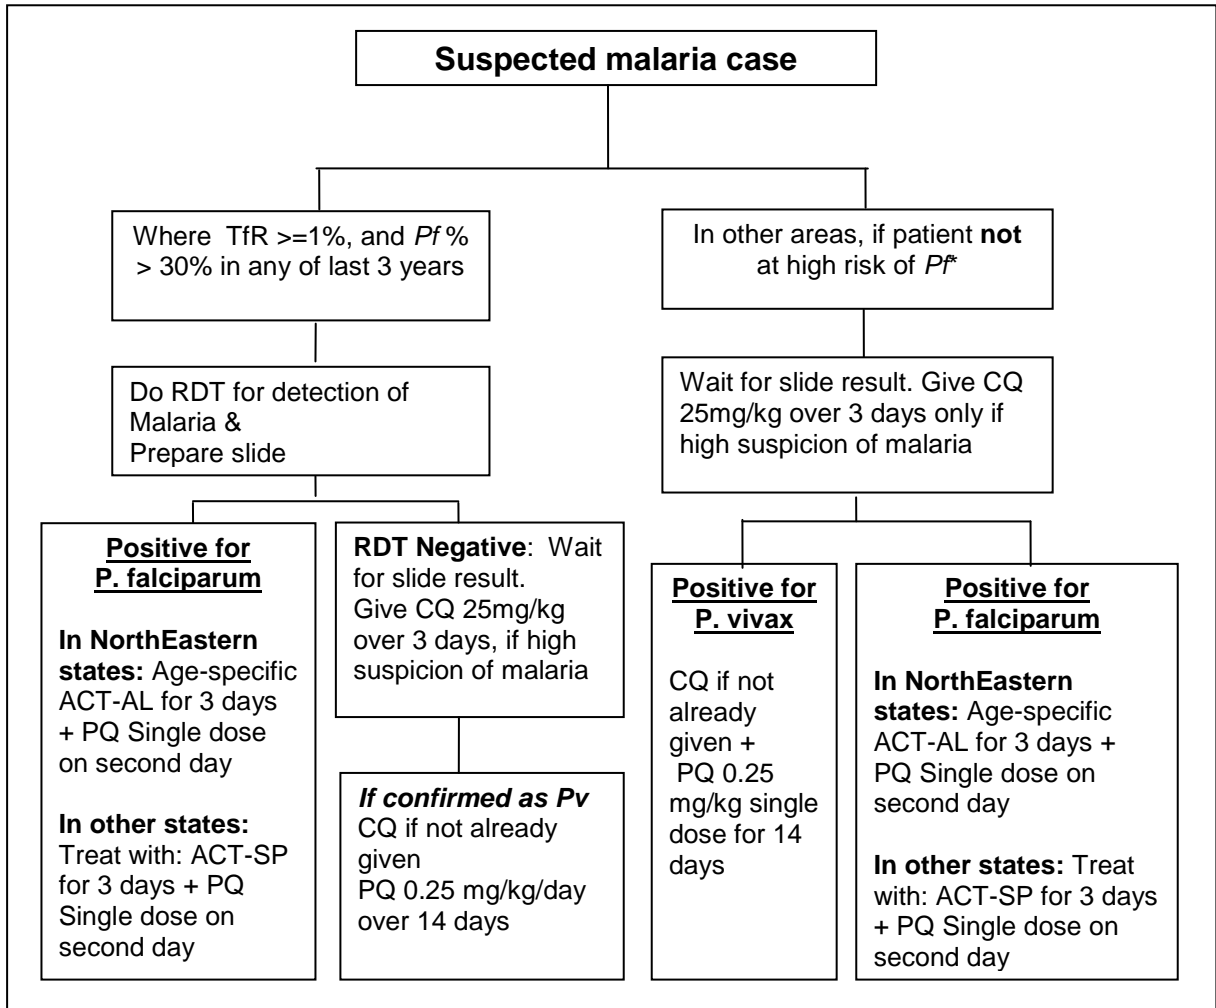 Suspected malaria case
Where TfR >=1%, and Pf %
> 30% in any of last 3 years
In other areas, if patient not
at high risk of Pf*
Do RDT for detection of
Malaria &
Prepare slide
Wait for slide result. Give CQ
25mg/kg over 3 days only if
high suspicion of malaria
Positive for
P. falciparum
In NorthEastern
states: Age-specific
ACT-AL for 3 days
+ PQ Single dose
on second day
In other states:
Treat with: ACT-SP
for 3 days + PQ
Single dose on
second day
RDT Negative: Wait
for slide result.
Give CQ 25mg/kg
over 3 days, if high
suspicion of malaria
If confirmed as Pv
CQ if not already
given
PQ 0.25 mg/kg/day
over 14 days
Positive for
P. vivax
CQ if not
already
given +
PQ 0.25
mg/kg single
dose for 14
days
Positive for
P. falciparum
In NorthEastern
states: Age-specific
ACT-AL for 3 days +
PQ Single dose on
second day
In other states: Treat
with: ACT-SP for 3 days
+ PQ Single dose on
second day